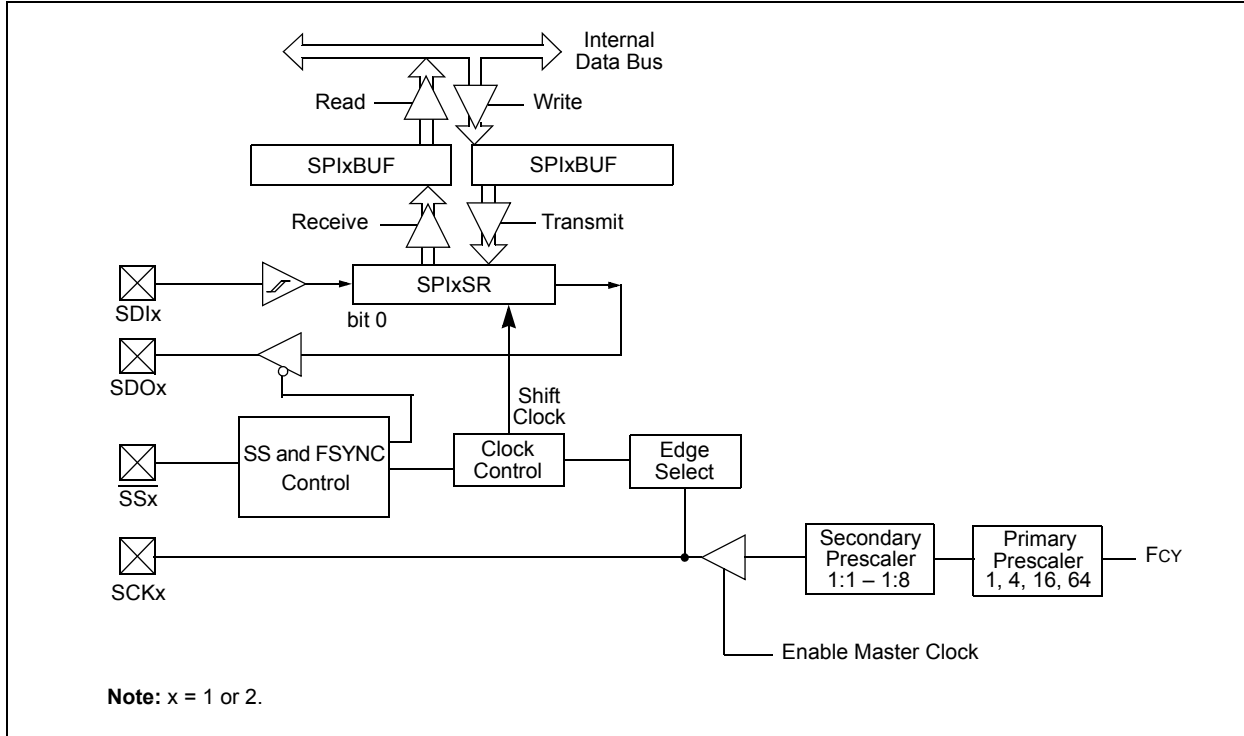 Internal
Data Bus
Read
Write
SPIxBUF
SPIxBUF
Receive
Transmit
SPIxSR
SDIx
bit 0
SDOx
Shift
Clock
SS and FSYNC
Control
Clock
Control
Edge
Select
SSx
Secondary
Prescaler
1:1 – 1:8
Primary
Prescaler
1, 4, 16, 64
FCY
SCKx
Enable Master Clock
Note: x = 1 or 2.